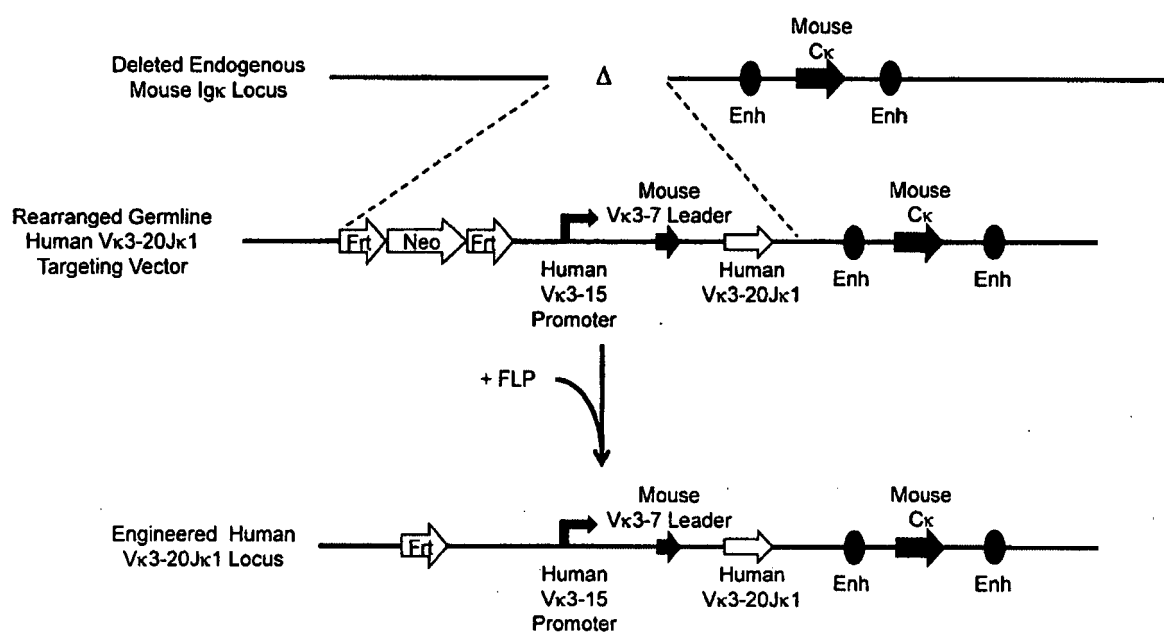 Mouse
Cκ
Deleted Endogenous
Mouse Igκ Locus
Δ
Enh
Enh
Rearranged Germline
Human Vκ3-20Jκ1
Targeting Vector
Frt
Neo
Frt
Mouse
Vκ3-7 Leader
Mouse
Cκ
Human
Vκ3-15
Promoter
Human
Vκ3-20Jκ1
Enh
Enh
+ FLP
Engineered Human
Vκ3-20Jκ1 Locus
Frt
Mouse
Vκ3-7 Leader
Mouse
Cκ
Human
Vκ3-15
Promoter
Human
Vκ3-20Jκ1
Enh
Enh